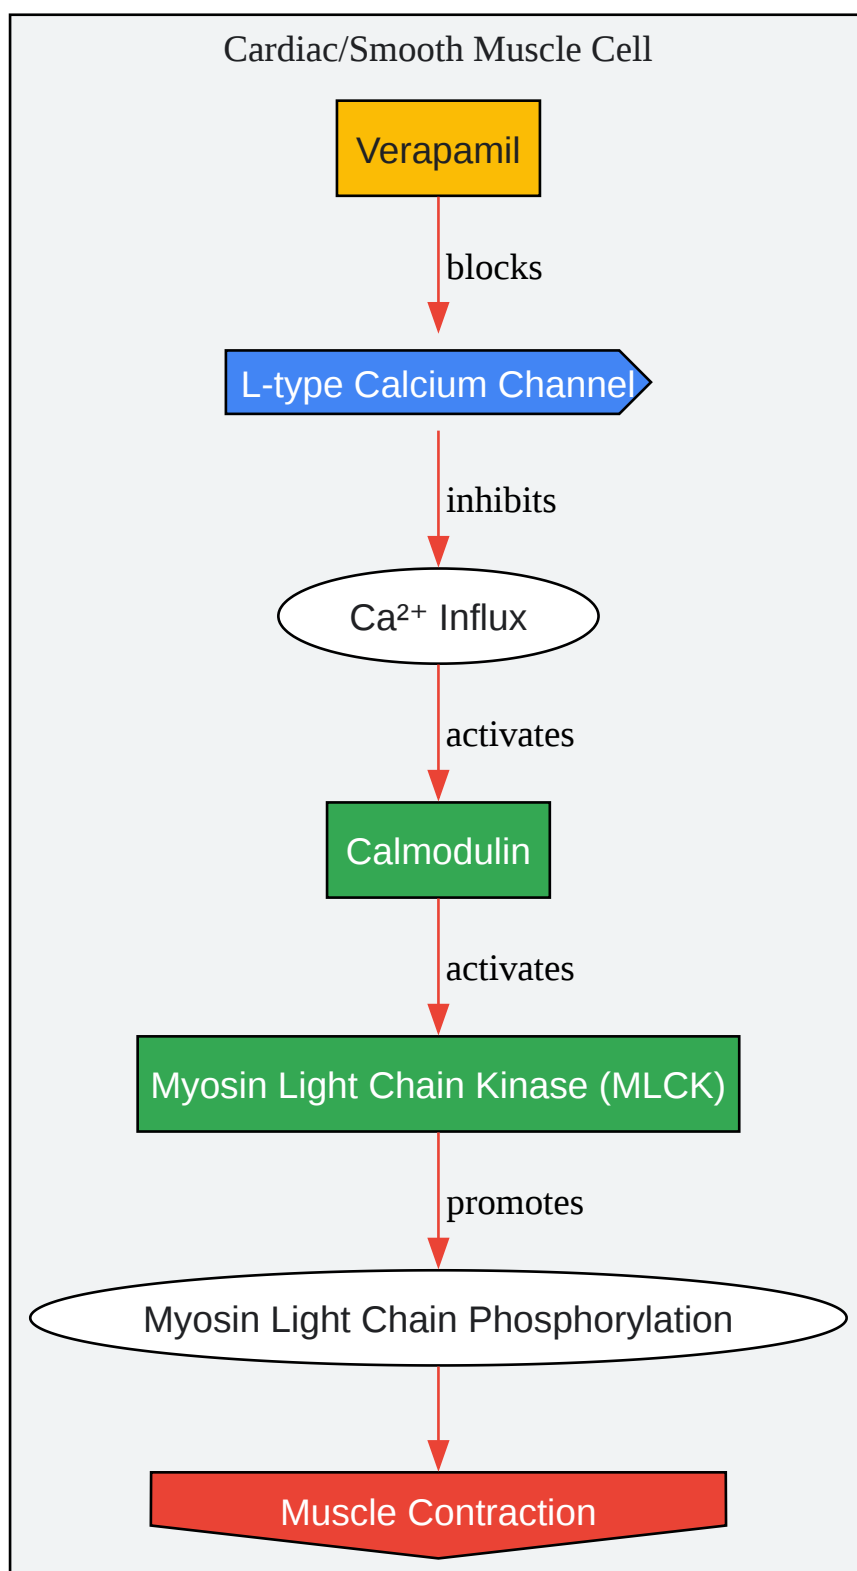 Cardiac/Smooth Muscle Cell
Verapamil
blocks
L-type Calcium Channel
inhibits
Ca²⁺ Influx
activates
Calmodulin
activates
Myosin Light Chain Kinase (MLCK)
promotes
Myosin Light Chain Phosphorylation
Muscle Contraction